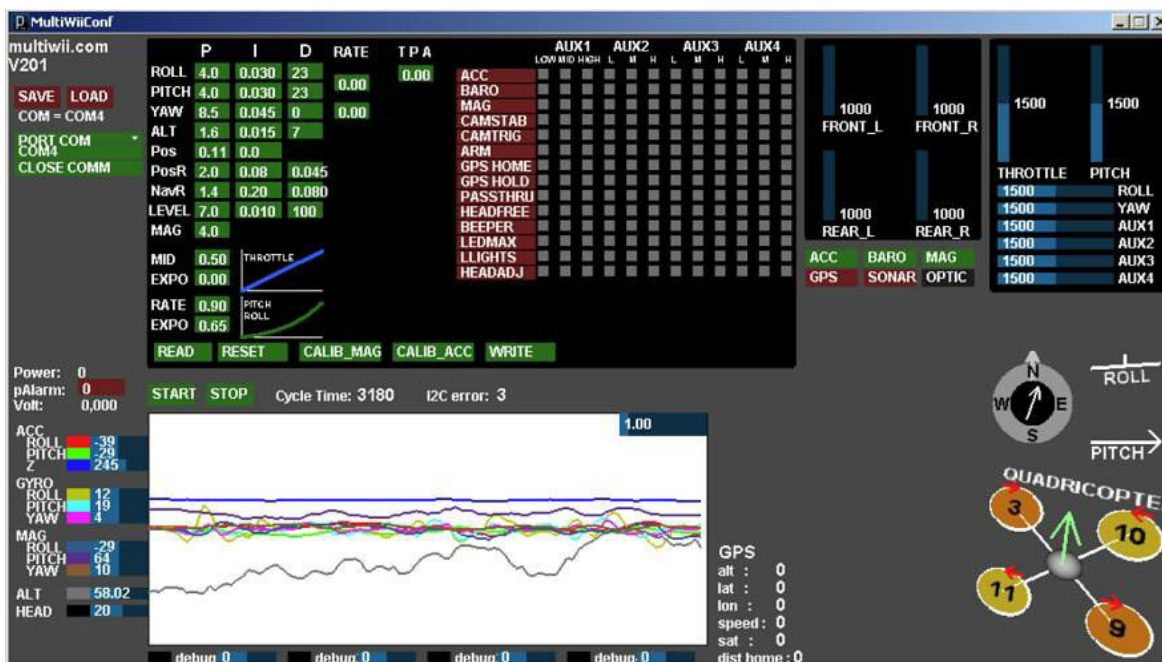 MultiWiiConf
multiwii.com
V201
SAVE LOAD
COM = COM4
PORT COM
COM4
CLOSE COMM
P I D RATE T P A
ROLL 4.0 0.030 23
PITCH 4.0 0.030 23
0.00 0.00
YAW 8.5 0.045 0 0.00
ALT 1.6 0.015 7
Pos 0.11 0.0
PosR 2.0 0.08 0.045
NavR 1.4 0.20 0.080
LEVEL 7.0 0.010 100
MAG 4.0
MID 0.50 THROTTLE
EXPO 0.00
RATE 0.90 PITCH
EXPO 0.65 ROLL
READ RESET CALIB_MAG CALIB_ACC WRITE
AUX1 AUX2 AUX3 AUX4
LOW MID HIGH L M H L M H L M H
ACC
BARO
MAG
CAMSTAB
CAMTRIG
ARM
GPS HOME
GPS HOLD
PASSTHRU
HEADFREE
BEEPER
LEDMAX
LLIGHTS
HEADADJ
1000 1000
FRONT_L FRONT_R
1000 1000
REAR_L REAR_R
ACC BARO MAG
GPS SONAR OPTIC
1500 1500
THROTTLE PITCH
1500 ROLL
1500 YAW
1500 AUX1
1500 AUX2
1500 AUX3
1500 AUX4
Power: 0
pAlarm: 0
Volt: 0,000
START STOP Cycle Time: 3180 I2C error: 3
1.00
ACC
ROLL -39
PITCH -29
Z 245
GYRO
ROLL 12
PITCH 19
YAW 4
MAG
ROLL -29
PITCH 64
YAW 10
ALT 58.02
HEAD 20
debug 0 debug 0 debug 0 debug 0
GPS
alt : 0
lat : 0
lon : 0
speed : 0
sat : 0
dist home : 0
N
W E
S
ROLL
PITCH
QUADRICOPTE
3
10
11
9